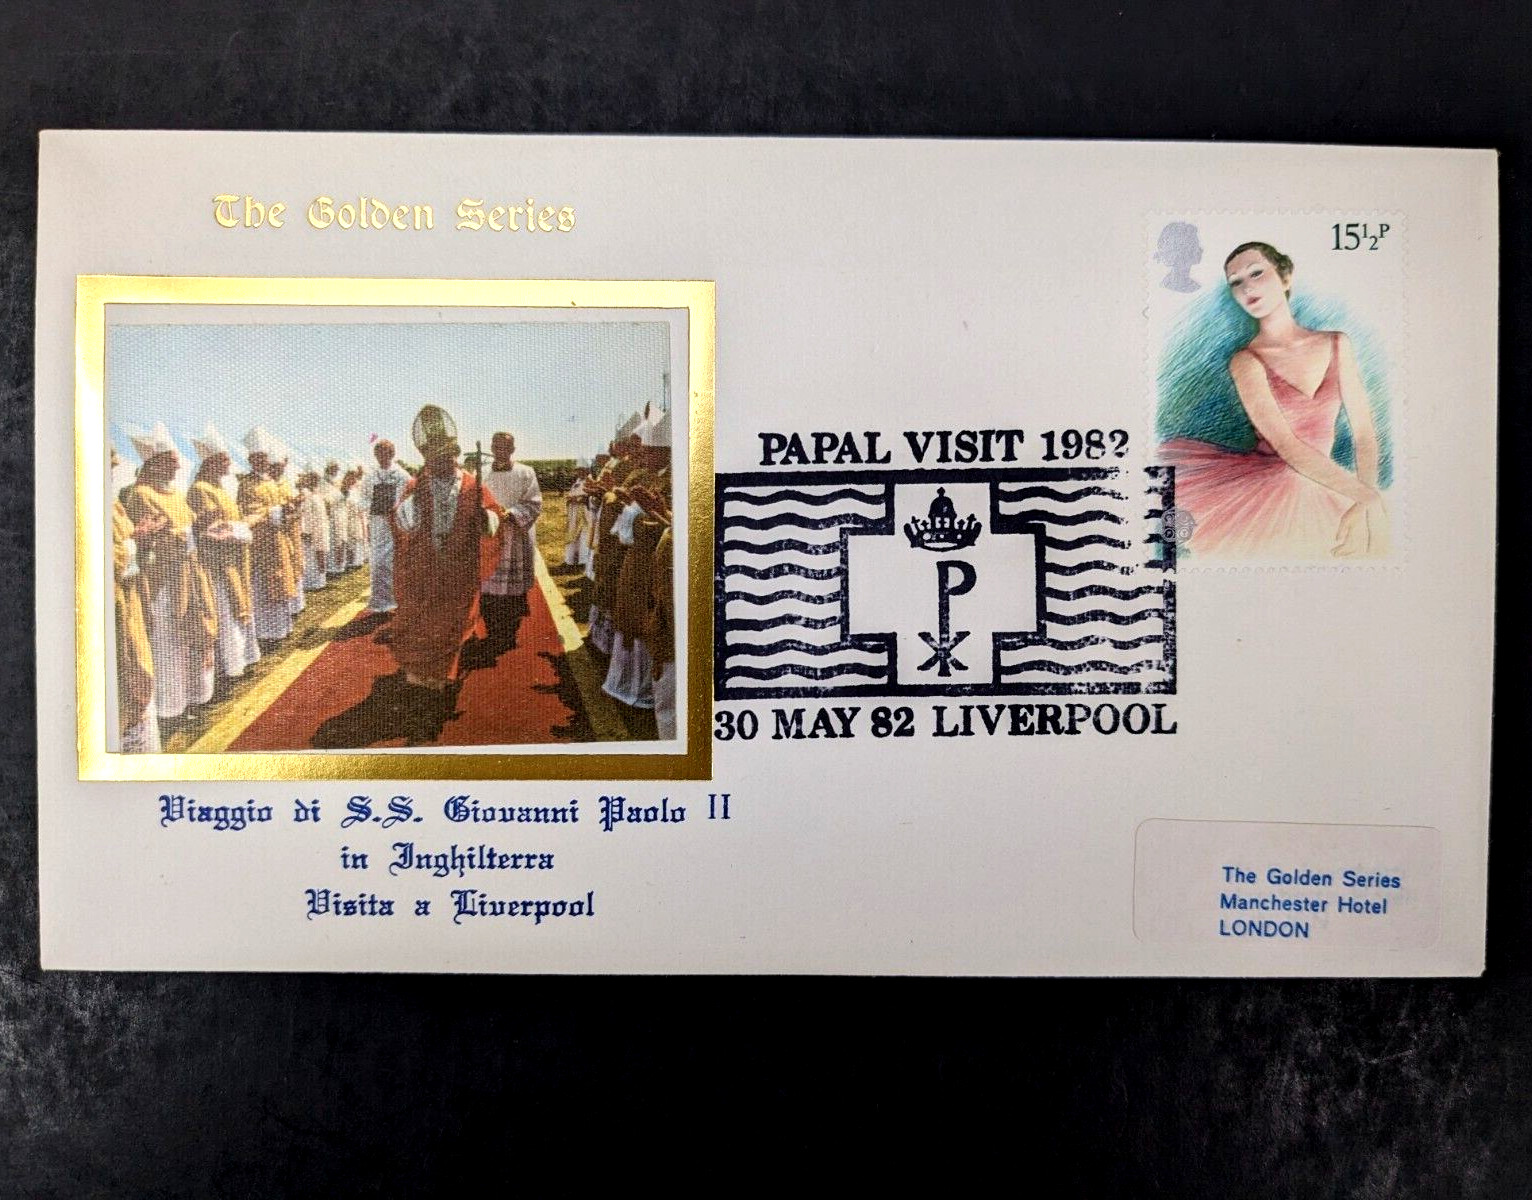 The Golden Series
15½P
PAPAL VISIT 1982
P
30 MAY 82 LIVERPOOL
Viaggio di S.S. Giovanni Paolo II
in Inghilterra
Visita a Liverpool
The Golden Series
Manchester Hotel
LONDON